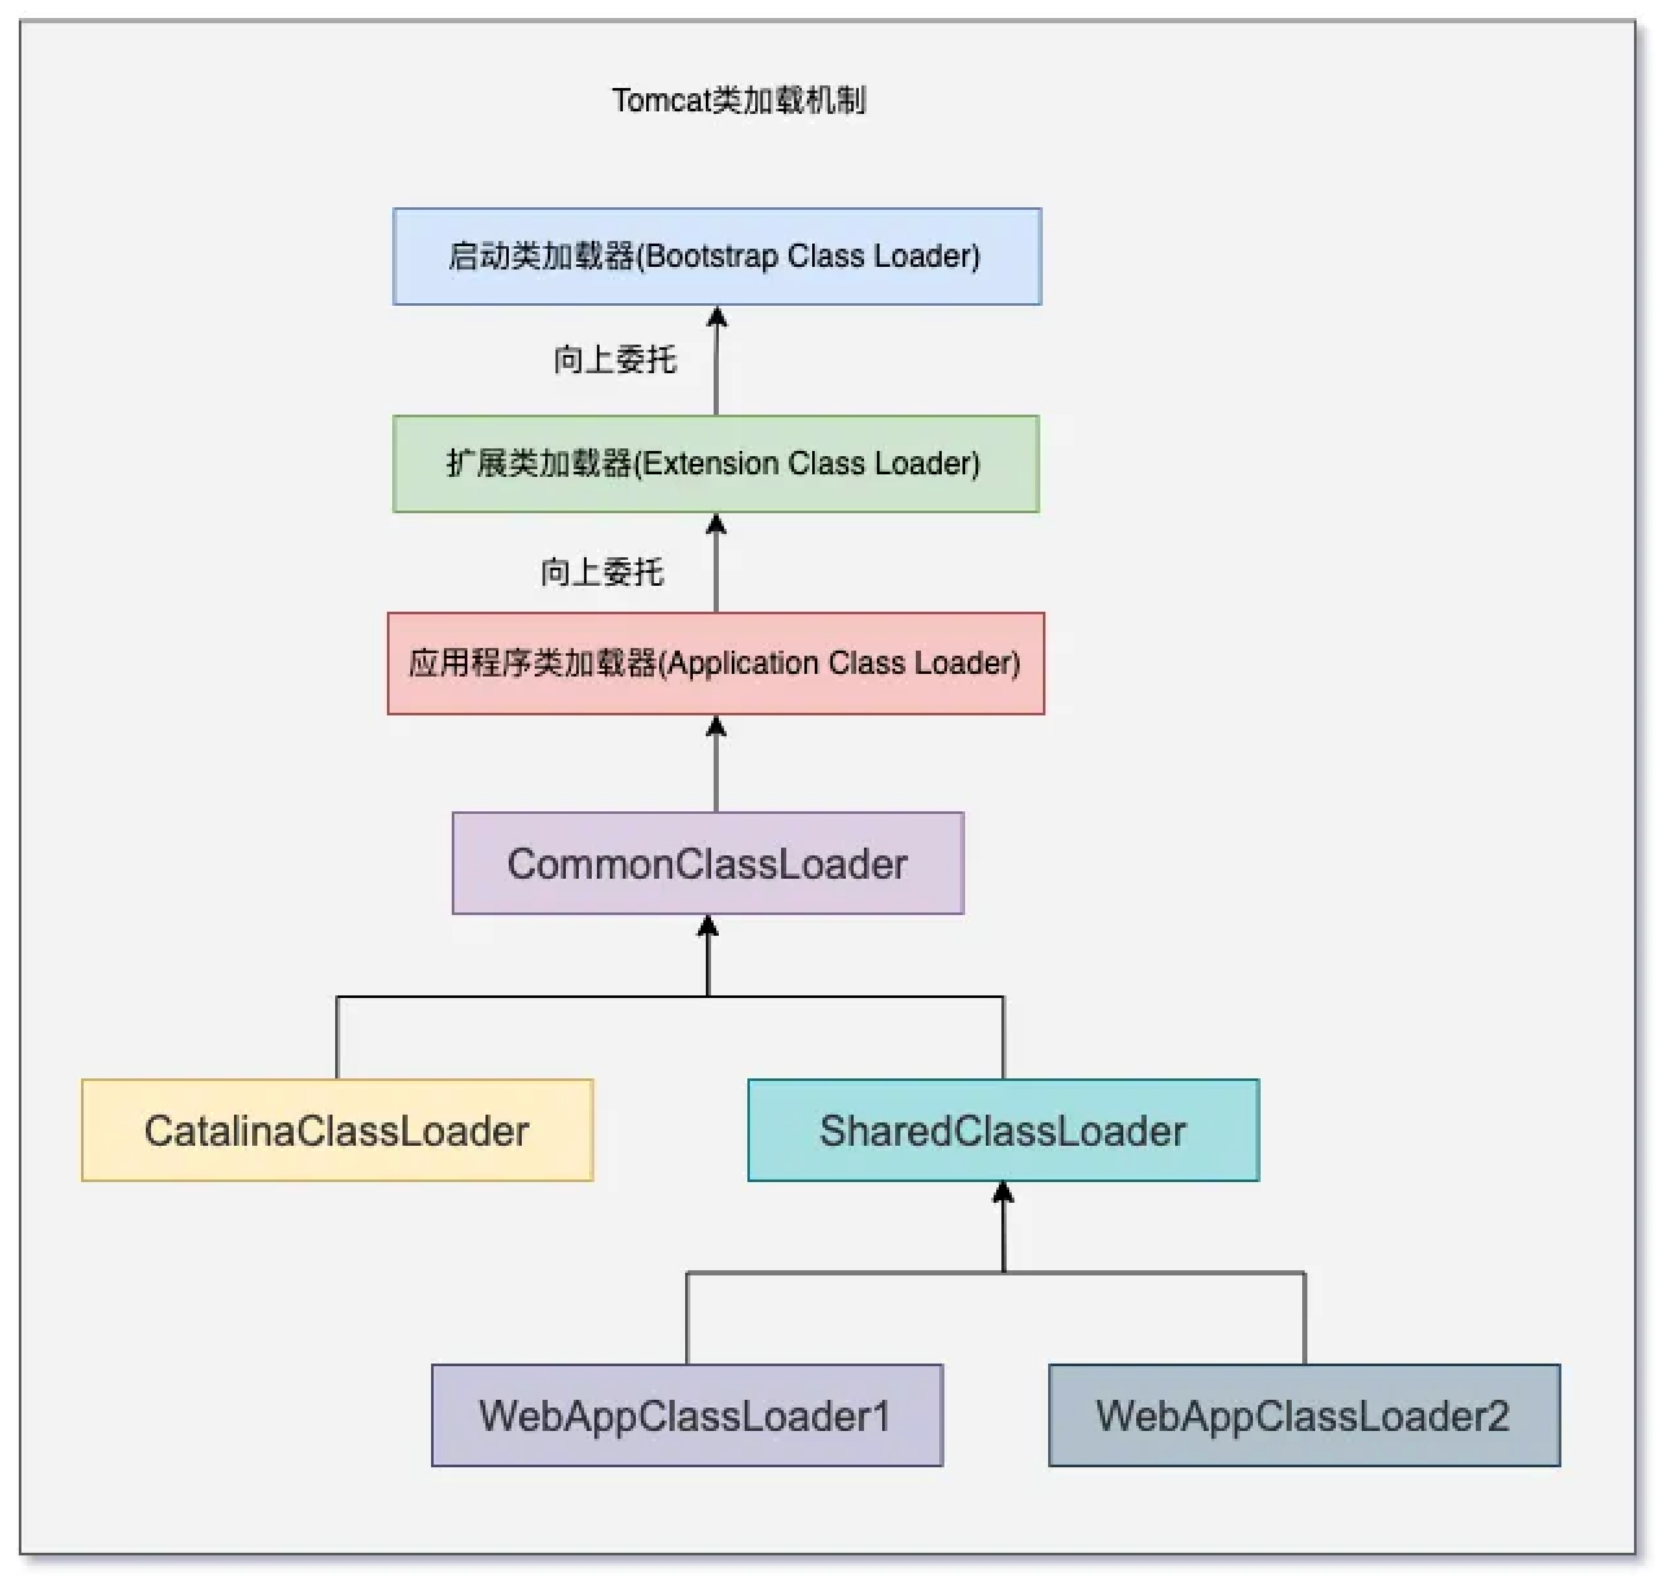 Tomcat类加载机制
启动类加载器(Bootstrap Class Loader)
向上委托
扩展类加载器(Extension Class Loader)
向上委托
应用程序类加载器(Application Class Loader)
CommonClassLoader
CatalinaClassLoader
SharedClassLoader
WebAppClassLoader1
WebAppClassLoader2